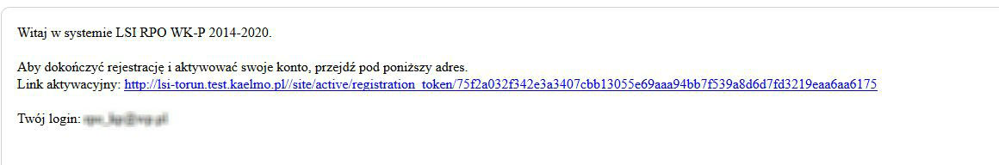 Witaj w systemie LSI RPO WK-P 2014-2020.
Aby dokończyć rejestrację i aktywować swoje konto, przejdź pod poniższy adres.
Link aktywacyjny: http://lsi-torun.test.kaelmo.pl//site/active/registration_token/75f2a032f342e3a3407cbb13055e69aaa94bb7f539a8d6d7fd3219eaa6aa6175
Twój login: